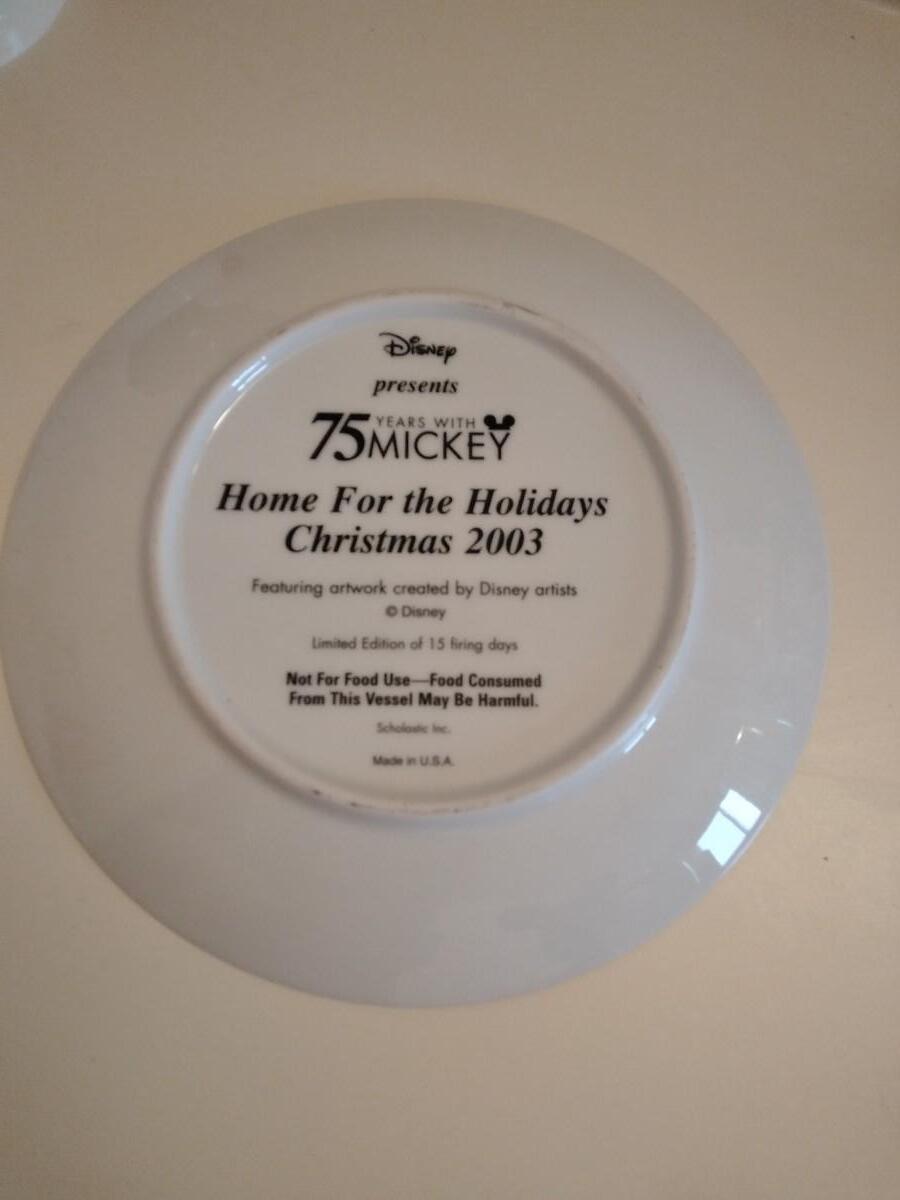 Disney
presents
75 YEARS WITH
MICKEY
Home For the Holidays
Christmas 2003
Featuring artwork created by Disney artists
© Disney
Limited Edition of 15 firing days
Not For Food Use—Food Consumed
From This Vessel May Be Harmful.
Scholastic Inc.
Made in U.S.A.